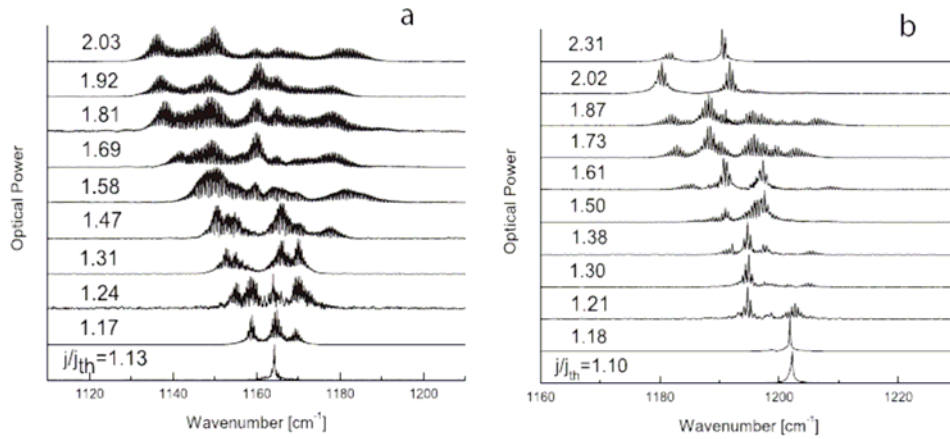 a
2.03
1.92
1.81
1.69
1.58
1.47
1.31
1.24
1.17
j/jth=1.13
Optical Power
1120 1140 1160 1180 1200
Wavenumber [cm-1]
b
2.31
2.02
1.87
1.73
1.61
1.50
1.38
1.30
1.21
1.18
j/jth=1.10
Optical Power
1160 1180 1200 1220
Wavenumber [cm-1]